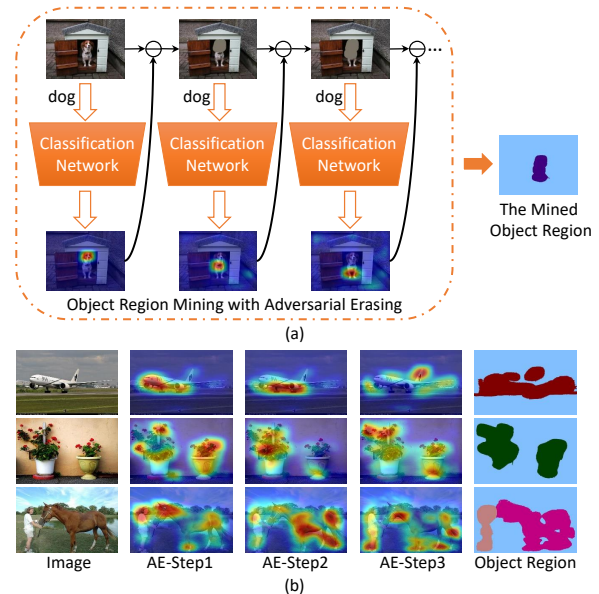 dog
dog
dog
Classification
Network
Classification
Network
Classification
Network
...
The Mined
Object Region
Object Region Mining with Adversarial Erasing
(a)
Image
AE-Step1
AE-Step2
AE-Step3
Object Region
(b)